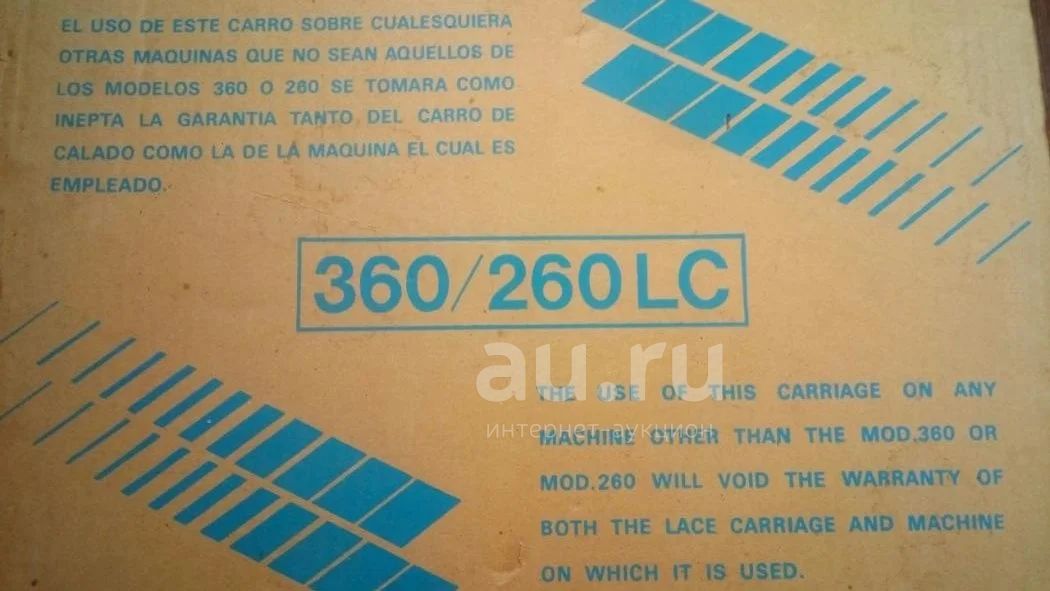 EL USO DE ESTE CARRO SOBRE CUALESQUIERA
OTRAS MAQUINAS QUE NO SEAN AQUELLOS DE
LOS MODELOS 360 O 260 SE TOMARA COMO
INEPTA LA GARANTIA TANTO DEL CARRO DE
CALADO COMO LA DE LA MAQUINA EL CUAL ES
EMPLEADO.
360/260 LC
au.ru
интернет-аукцион
THE USE OF THIS CARRIAGE ON ANY
MACHINE OTHER THAN THE MOD.360 OR
MOD.260 WILL VOID THE WARRANTY OF
BOTH THE LACE CARRIAGE AND MACHINE
ON WHICH IT IS USED.